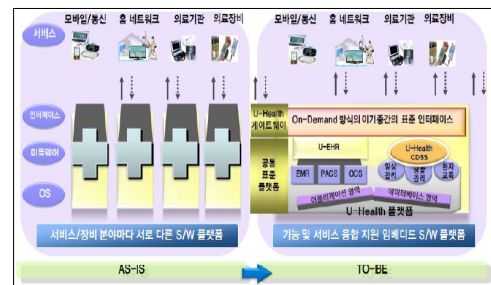 서비스
모바일/통신
홈 네트워크
의료기관
의료장비
인터페이스
미들웨어
OS
서비스/장비 분야마다 서로 다른 S/W 플랫폼
AS-IS
모바일/통신
홈 네트워크
의료기관
의료장비
U-Health
게이트웨이
On-Demand 방식의 이기종간의 표준 인터페이스
공통
표준
플랫폼
U-EHR
EMR
PACS
OCS
U-Health
CDSS
일상
관리
관리
환자
교육
어플리케이션 영역
데이터베이스 영역
U-Health 플랫폼
기능 및 서비스 융합 지원 임베디드 S/W 플랫폼
TO-BE